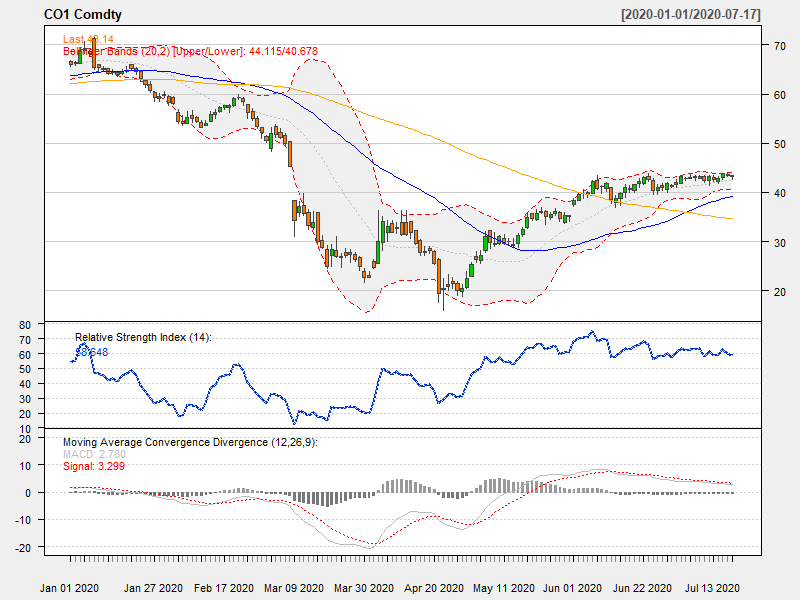 CO1 Comdty
[2020-01-01/2020-07-17]
Last 43.14
Bollinger Bands (20,2) [Upper/Lower]: 44.115/40.678
70
60
50
40
30
20
Relative Strength Index (14):
58.648
80
70
60
50
40
30
20
10
Moving Average Convergence Divergence (12,26,9):
MACD: 2.780
Signal: 3.299
20
10
0
-10
-20
Jan 01 2020 Jan 27 2020 Feb 17 2020 Mar 09 2020 Mar 30 2020 Apr 20 2020 May 11 2020 Jun 01 2020 Jun 22 2020 Jul 13 2020